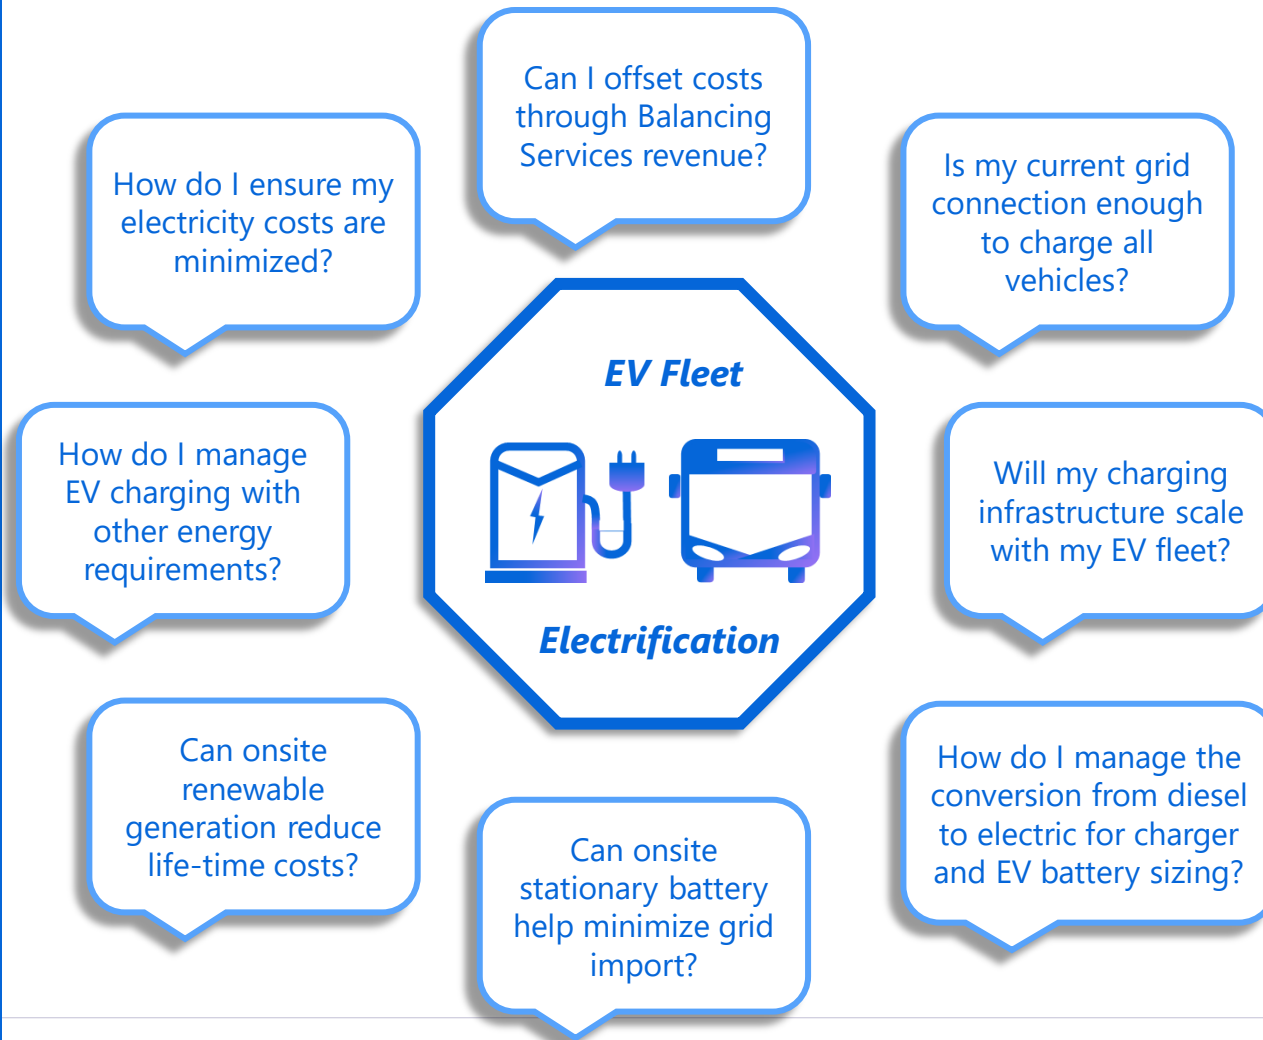 Can I offset costs
through Balancing
Services revenue?
How do I ensure my
electricity costs are
minimized?
Is my current grid
connection enough
to charge all
vehicles?
EV Fleet
Electrification
How do I manage
EV charging with
other energy
requirements?
Will my charging
infrastructure scale
with my EV fleet?
Can onsite
renewable
generation reduce
life-time costs?
How do I manage the
conversion from diesel
to electric for charger
and EV battery sizing?
Can onsite
stationary battery
help minimize grid
import?